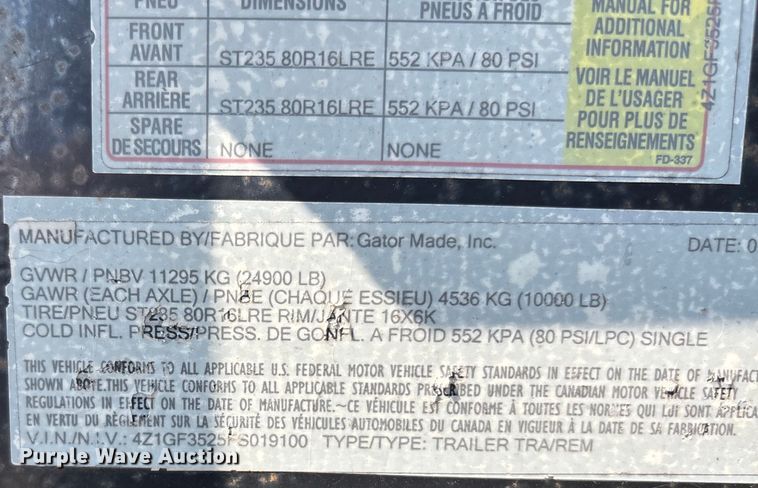 PNEU DIMENSIONS PNEUS A FROID
FRONT AVANT ST235 80R16LRE 552 KPA / 80 PSI
REAR ARRIÈRE ST235 80R16LRE 552 KPA / 80 PSI
SPARE DE SECOURS NONE NONE
MANUAL FOR
ADDITIONAL
INFORMATION
VOIR LE MANUEL
DE L'USAGER
POUR PLUS DE
RENSEIGNEMENTS
FD-337
4Z1GF3525
MANUFACTURED BY/FABRIQUE PAR: Gator Made, Inc. DATE: 0
GVWR / PNBV 11295 KG (24900 LB)
GAWR (EACH AXLE) / PNBE (CHAQUE ESSIEU) 4536 KG (10000 LB)
TIRE/PNEU ST235 80R16LRE RIM/JANTE 16X6K
COLD INFL. PRESS/PRESS. DE GONFL. A FROID 552 KPA (80 PSI/LPC) SINGLE
THIS VEHICLE CONFORMS TO ALL APPLICABLE U.S. FEDERAL MOTOR VEHICLE SAFETY STANDARDS IN EFFECT ON THE DATE OF MANUFACT
SHOWN ABOVE. THIS VEHICLE CONFORMS TO ALL APPLICABLE STANDARDS PRESCRIBED UNDER THE CANADIAN MOTOR VEHICLE SAFETY
REGULATIONS IN EFFECT ON THE DATE OF MANUFACTURE.~CE VÉHICULE EST CONFORME À TOUTES LES NORMES QUI LUI SONT APPLICA
EN VERTU DU RÈGLEMENT SUR LA SÉCURITÉ DES VÉHICULES AUTOMOBILES DU CANADA EN VIGUEUR À LA DATE DE SA FABRICATION.
V.I.N./N.I.V.: 4Z1GF3525 S019100 TYPE/TYPE: TRAILER TRA/REM
Purple Wave Auction